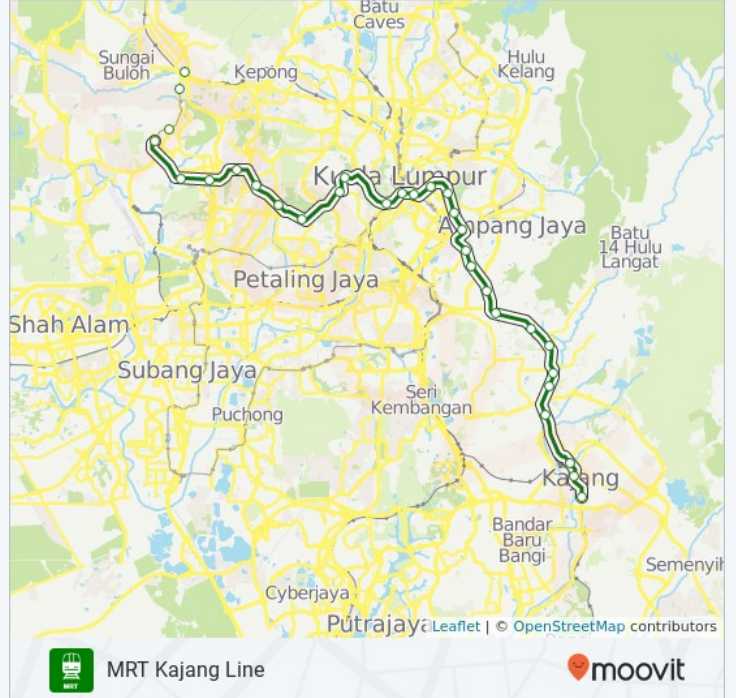 Batu
Caves
Sungai
Buloh
Kepong
Hulu
Kelang
Kuala Lumpur
Ampang Jaya
Batu
14 Hulu
Langat
Petaling Jaya
Shah Alam
Subang Jaya
Seri
Kembangan
Puchong
Kajang
Bandar
Baru
Bangi
Semenyih
Cyberjaya
Putrajaya
Leaflet | © OpenStreetMap contributors
MRT
MRT Kajang Line
moovit